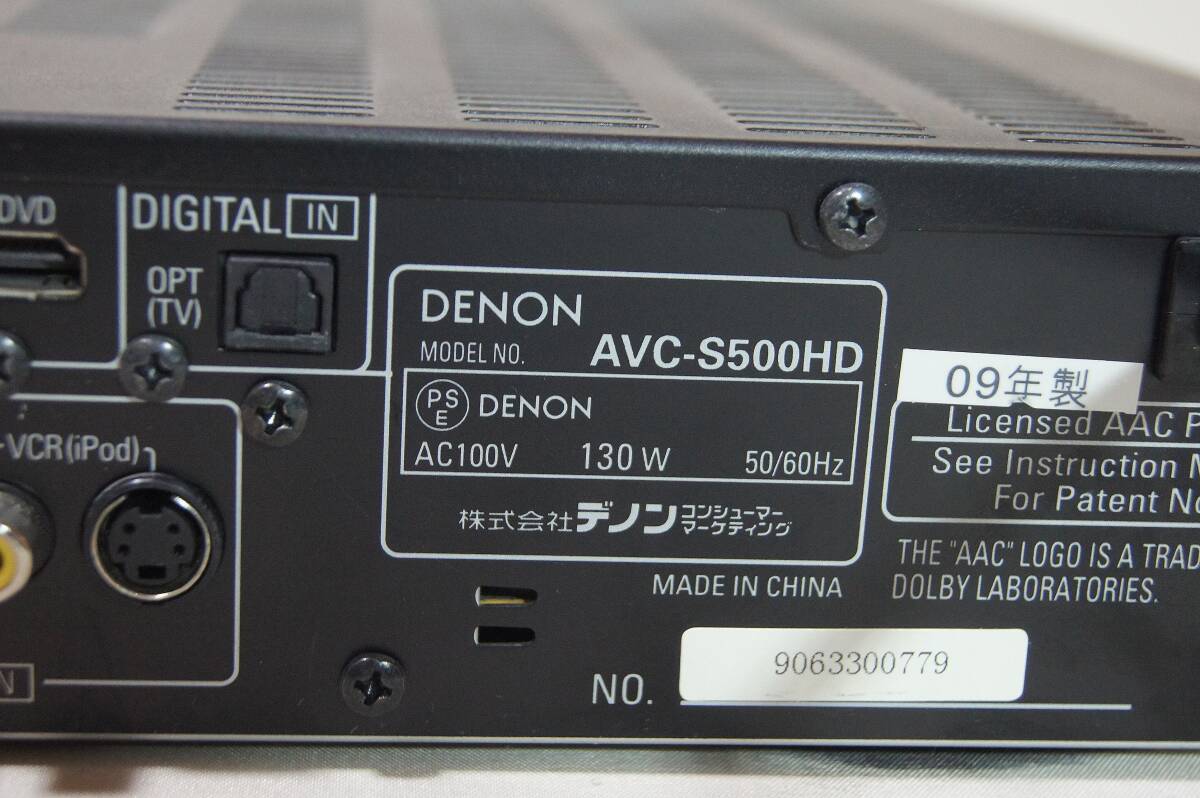 DVD
DIGITAL IN
OPT
(TV)
-VCR(iPod)
DENON
MODEL NO. AVC-S500HD
PSE DENON
AC100V 130W 50/60Hz
株式会社デノン コンシューマー
マーケティング
MADE IN CHINA
NO. 9063300779
09年製
Licensed AAC P
See Instruction M
For Patent No
THE "AAC" LOGO IS A TRAD
DOLBY LABORATORIES.
N